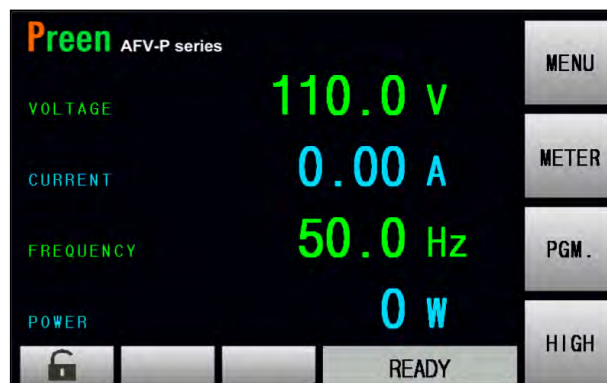 Preen AFV-P series
MENU
VOLTAGE 110.0 V
METER
CURRENT 0.00 A
FREQUENCY 50.0 Hz
PGM.
POWER 0 W
HIGH
READY